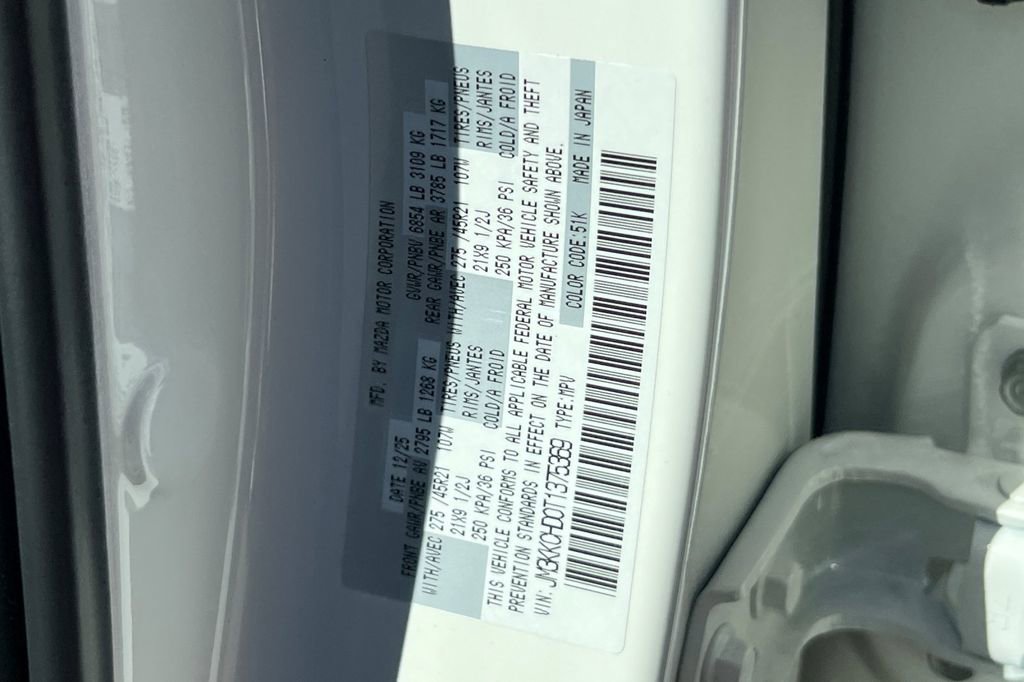 MFD. BY MAZDA MOTOR CORPORATION
DATE 12/25 GVWR/PNBV 6854 LB 3109 KG
FRONT GAWR/PNBE AV 2795 LB 1268 KG REAR GAWR/PNBE AR 3785 LB 1717 KG
WITH/AVEC 275 /45R21 107W TIRES/PNEUS WITH/AVEC 275 /45R21 107W TIRES/PNEUS
21X9 1/2J RIMS/JANTES 21X9 1/2J RIMS/JANTES
250 KPA/36 PSI COLD/A FROID 250 KPA/36 PSI COLD/A FROID
THIS VEHICLE CONFORMS TO ALL APPLICABLE FEDERAL MOTOR VEHICLE SAFETY AND THEFT
PREVENTION STANDARDS IN EFFECT ON THE DATE OF MANUFACTURE SHOWN ABOVE.
VIN: JM3KKCHD0T1375369 TYPE:MPV COLOR CODE:51K MADE IN JAPAN